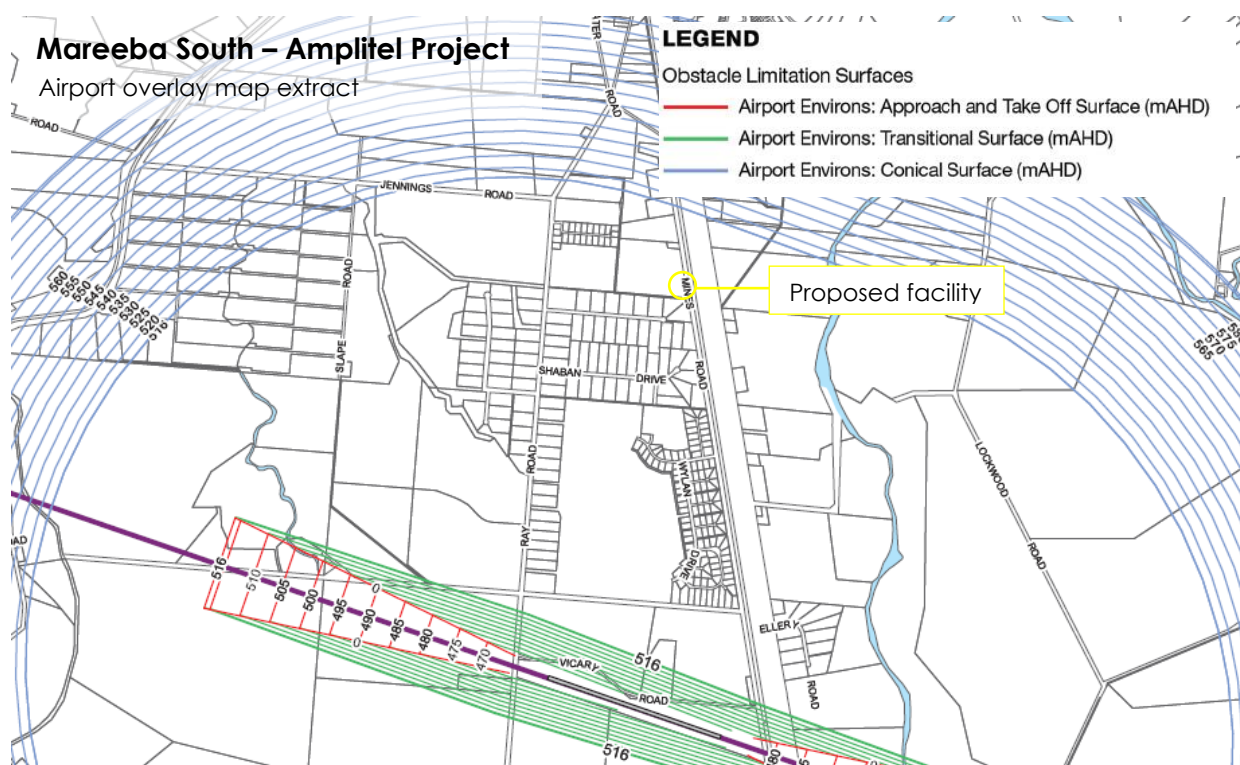 Mareeba South – Amplitel Project
Airport overlay map extract
LEGEND
Obstacle Limitation Surfaces
Airport Environs: Approach and Take Off Surface (mAHD)
Airport Environs: Transitional Surface (mAHD)
Airport Environs: Conical Surface (mAHD)
ROAD
ROAD
JENNINGS ROAD
SLAPE ROAD
560
555
550
545
540
535
530
525
520
516
MINES ROAD
Proposed facility
585
575
570
565
SHABAN DRIVE
RAY ROAD
WYLAN DRIVE
LOCKWOOD ROAD
516
510
505
500
495
490
485
480
475
470
0
0
516
VICARY ROAD
516
ELLERY
ROAD
0